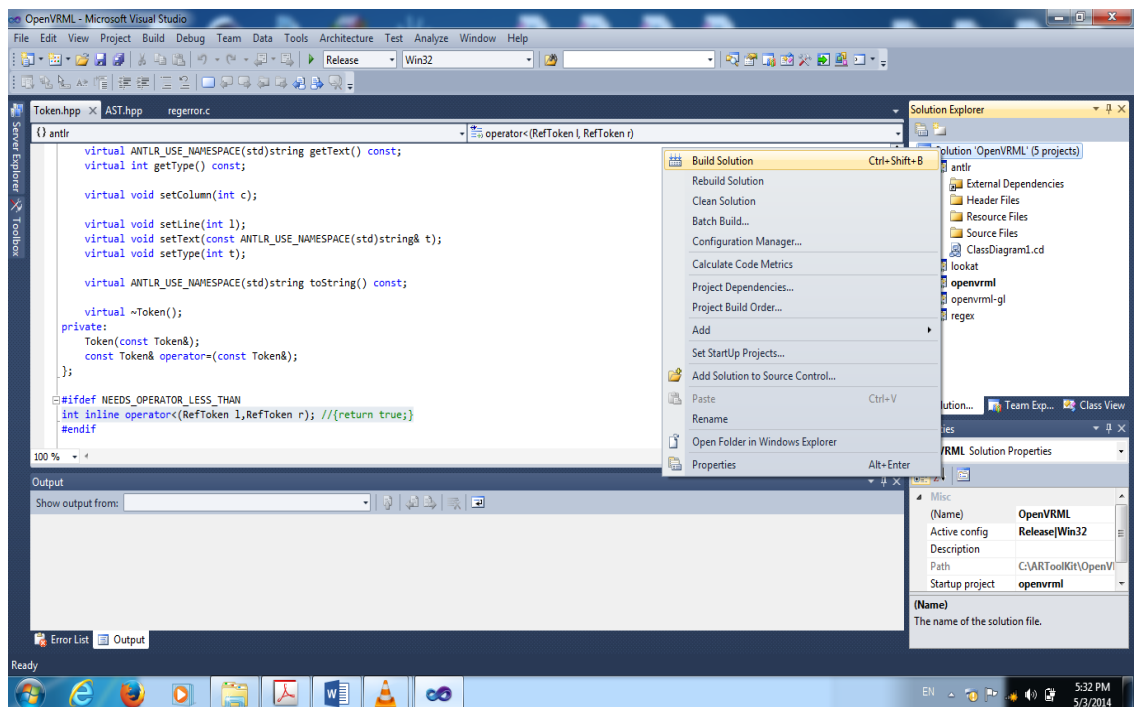 OpenVRML - Microsoft Visual Studio
File Edit View Project Build Debug Team Data Tools Architecture Test Analyze Window Help
Release Win32
Token.hpp AST.hpp regerror.c
{} antlr operator<(RefToken l, RefToken r)
virtual ANTLR_USE_NAMESPACE(std)string getText() const;
virtual int getType() const;
virtual void setColumn(int c);
virtual void setLine(int l);
virtual void setText(const ANTLR_USE_NAMESPACE(std)string& t);
virtual void setType(int t);
virtual ANTLR_USE_NAMESPACE(std)string toString() const;
virtual ~Token();
private:
Token(const Token&);
const Token& operator=(const Token&);
};
#ifdef NEEDS_OPERATOR_LESS_THAN
int inline operator<(RefToken l,RefToken r); //{return true;}
#endif
100 %
Server Explorer
Toolbox
Build Solution Ctrl+Shift+B
Rebuild Solution
Clean Solution
Batch Build...
Configuration Manager...
Calculate Code Metrics
Project Dependencies...
Project Build Order...
Add
Set StartUp Projects...
Add Solution to Source Control...
Paste Ctrl+V
Rename
Open Folder in Windows Explorer
Properties Alt+Enter
Solution Explorer
Solution 'OpenVRML' (5 projects)
antlr
External Dependencies
Header Files
Resource Files
Source Files
ClassDiagram1.cd
lookat
openvrml
openvrml-gl
regex
Team Exp... Class View
RML Solution Properties
Misc
(Name) OpenVRML
Active config Release|Win32
Description
Path C:\ARToolKit\OpenV
Startup project openvrml
(Name)
The name of the solution file.
Output
Show output from:
Error List Output
Ready
EN
5:32 PM
5/3/2014